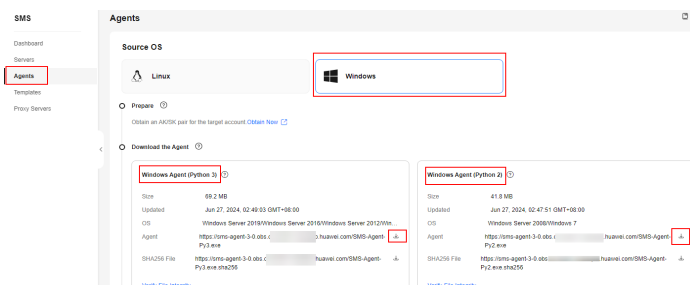 SMS
Agents
Dashboard
Servers
Agents
Templates
Proxy Servers
Source OS
Linux
Windows
Prepare
Obtain an AK/SK pair for the target account Obtain Now
Download the Agent
Windows Agent (Python 3)
Size 69.2 MB
Updated Jun 27, 2024, 02:49:03 GMT+08:00
OS Windows Server 2019/Windows Server 2016/Windows Server 2012/Win...
Agent https://sms-agent-3-0.obs. .huawei.com/SMS-Agent-
Py3.exe
SHA256 File https://sms-agent-3-0.obs. .huawei.com/SMS-Agent-
Py3.exe.sha256
Verify File Integrity
Windows Agent (Python 2)
Size 41.8 MB
Updated Jun 27, 2024, 02:47:51 GMT+08:00
OS Windows Server 2008/Windows 7
Agent https://sms-agent-3-0.obs. .huawei.com/SMS-Agent-
Py2.exe
SHA256 File https://sms-agent-3-0.obs. .huawei.com/SMS-Agent-
Py2.exe.sha256
Verify File Integrity